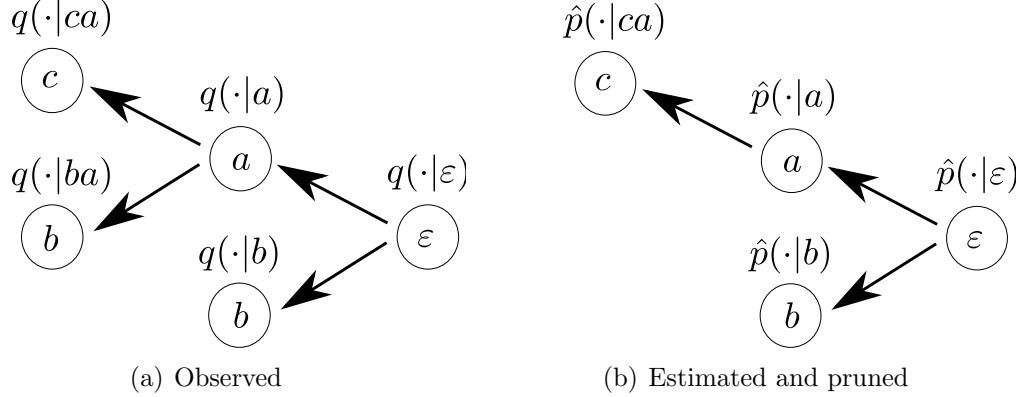 q(·|ca)
c
q(·|a)
a
q(·|ba)
b
q(·|ε)
ε
q(·|b)
b
(a) Observed
p̂(·|ca)
c
p̂(·|a)
a
p̂(·|ε)
ε
p̂(·|b)
b
(b) Estimated and pruned